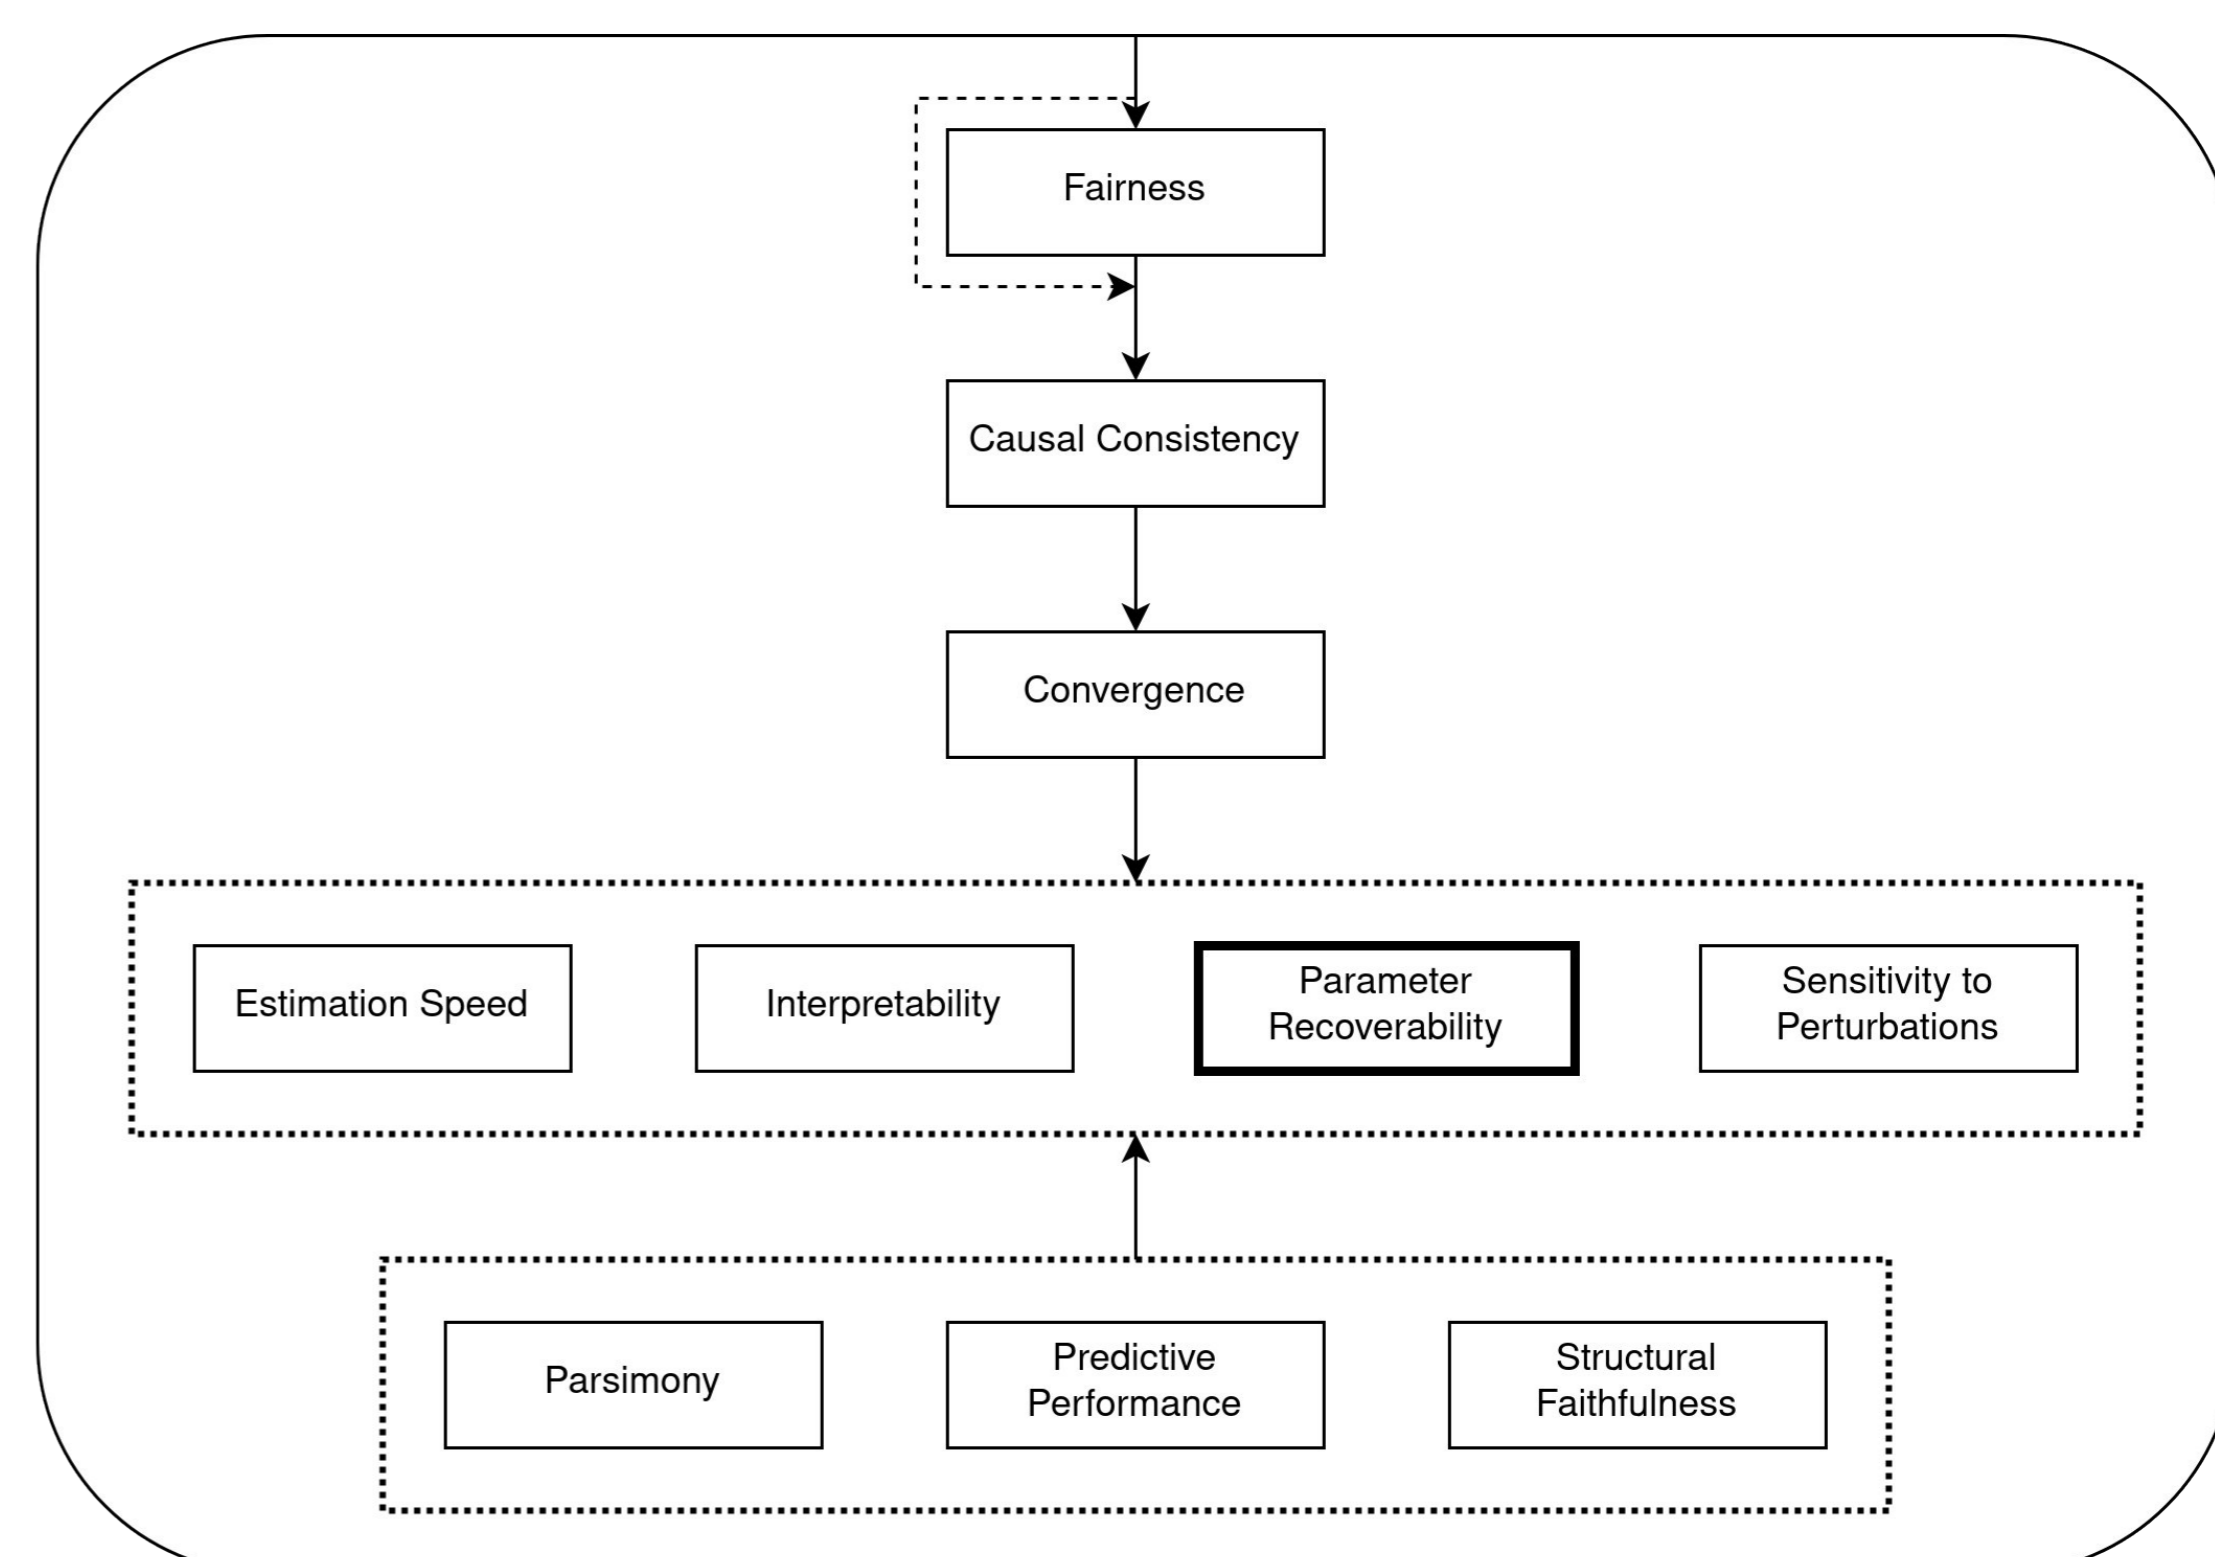 Fairness
Causal Consistency
Convergence
Estimation Speed
Interpretability
Parameter
Recoverability
Sensitivity to
Perturbations
Parsimony
Predictive
Performance
Structural
Faithfulness